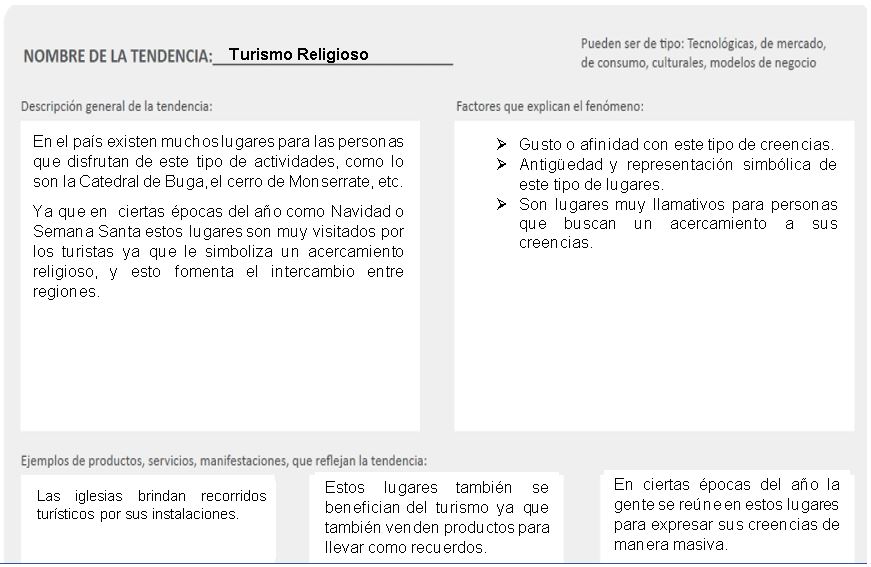 NOMBRE DE LA TENDENCIA: Turismo Religioso
Pueden ser de tipo: Tecnológicas, de mercado,
de consumo, culturales, modelos de negocio
Descripción general de la tendencia:
En el país existen muchos lugares para las personas
que disfrutan de este tipo de actividades, como lo
son la Catedral de Buga, el cerro de Monserrate, etc.
Ya que en ciertas épocas del año como Navidad o
Semana Santa estos lugares son muy visitados por
los turistas ya que le simboliza un acercamiento
religioso, y esto fomenta el intercambio entre
regiones.
Factores que explican el fenómeno:
➢ Gusto o afinidad con este tipo de creencias.
➢ Antigüedad y representación simbólica de
este tipo de lugares.
➢ Son lugares muy llamativos para personas
que buscan un acercamiento a sus
creencias.
Ejemplos de productos, servicios, manifestaciones, que reflejan la tendencia:
Las iglesias brindan recorridos
turísticos por sus instalaciones.
Estos lugares también se
benefician del turismo ya que
también venden productos para
llevar como recuerdos.
En ciertas épocas del año la
gente se reúne en estos lugares
para expresar sus creencias de
manera masiva.